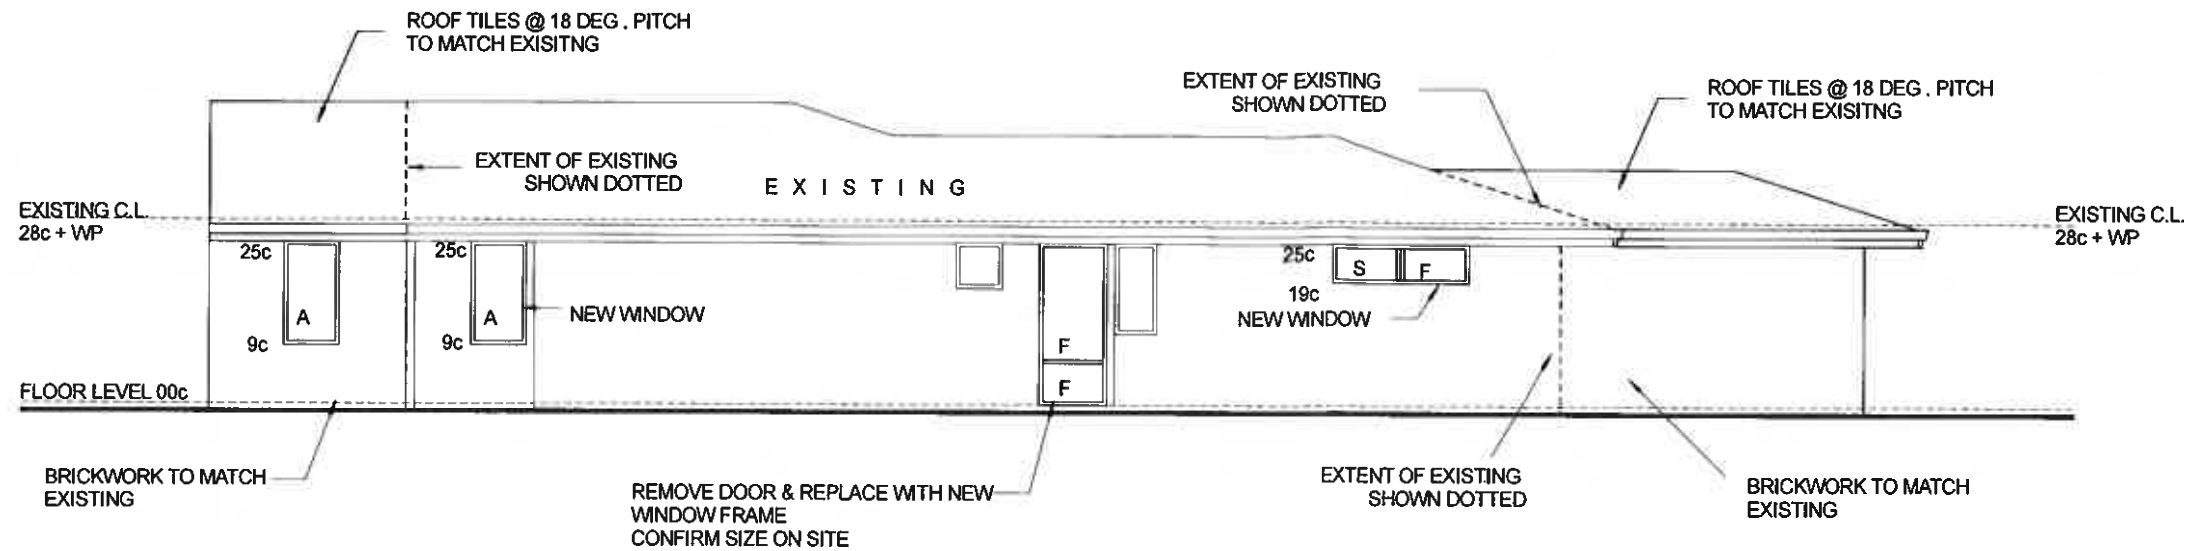 ROOF TILES @ 18 DEG . PITCH
TO MATCH EXISITNG
EXTENT OF EXISTING
SHOWN DOTTED
ROOF TILES @ 18 DEG . PITCH
TO MATCH EXISITNG
EXTENT OF EXISTING
SHOWN DOTTED
E X I S T I N G
EXISTING C.L.
28c + WP
EXISTING C.L.
28c + WP
25c
A
9c
25c
A
9c
NEW WINDOW
F
F
25c
S F
19c
NEW WINDOW
FLOOR LEVEL 00c
BRICKWORK TO MATCH
EXISTING
REMOVE DOOR & REPLACE WITH NEW
WINDOW FRAME
CONFIRM SIZE ON SITE
EXTENT OF EXISTING
SHOWN DOTTED
BRICKWORK TO MATCH
EXISTING